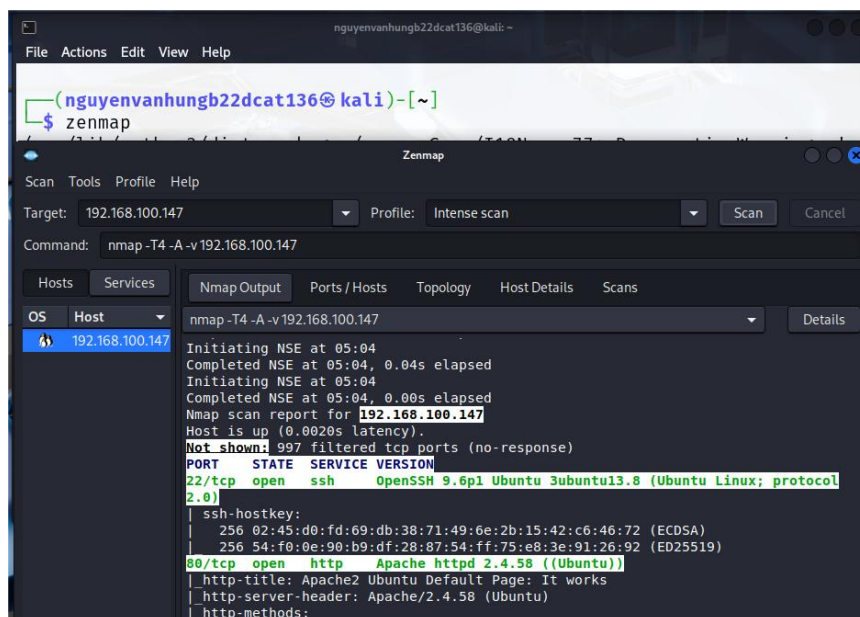 nguyenvanhungb22dcat136@kali: ~
File Actions Edit View Help
(nguyenvanhungb22dcat136㉿kali)-[~]
$ zenmap
Zenmap
Scan Tools Profile Help
Target: 192.168.100.147 Profile: Intense scan Scan Cancel
Command: nmap -T4 -A -v 192.168.100.147
Hosts Services Nmap Output Ports / Hosts Topology Host Details Scans
OS Host nmap -T4 -A -v 192.168.100.147 Details
192.168.100.147
Initiating NSE at 05:04
Completed NSE at 05:04, 0.04s elapsed
Initiating NSE at 05:04
Completed NSE at 05:04, 0.00s elapsed
Nmap scan report for 192.168.100.147
Host is up (0.0020s latency).
Not shown: 997 filtered tcp ports (no-response)
PORT STATE SERVICE VERSION
22/tcp open ssh OpenSSH 9.6p1 Ubuntu 3ubuntu13.8 (Ubuntu Linux; protocol
2.0)
| ssh-hostkey:
| 256 02:45:d0:fd:69:db:38:71:49:6e:2b:15:42:c6:46:72 (ECDSA)
|_ 256 54:f0:0e:90:b9:df:28:87:54:ff:75:e8:3e:91:26:92 (ED25519)
80/tcp open http Apache httpd 2.4.58 ((Ubuntu))
|_http-title: Apache2 Ubuntu Default Page: It works
|_http-server-header: Apache/2.4.58 (Ubuntu)
| http-methods: